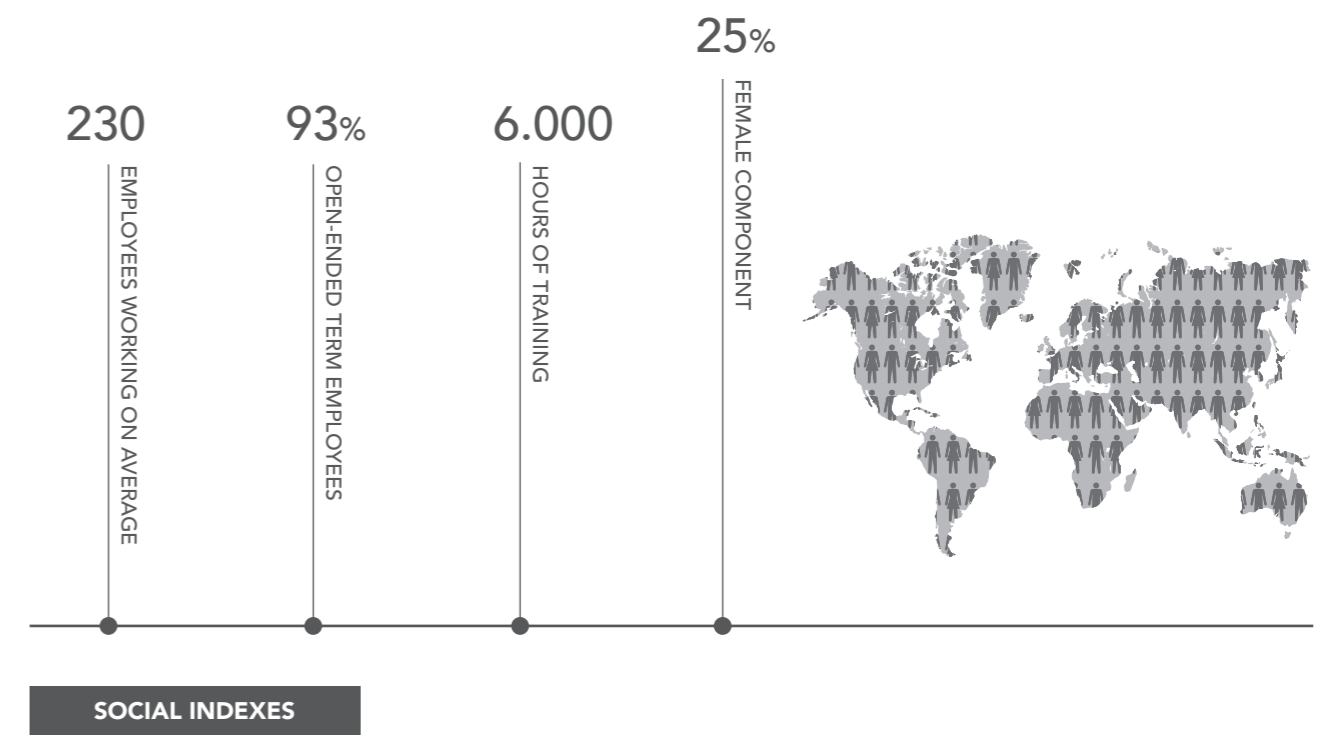 230
EMPLOYEES WORKING ON AVERAGE
93%
OPEN-ENDED TERM EMPLOYEES
6.000
HOURS OF TRAINING
25%
FEMALE COMPONENT
SOCIAL INDEXES